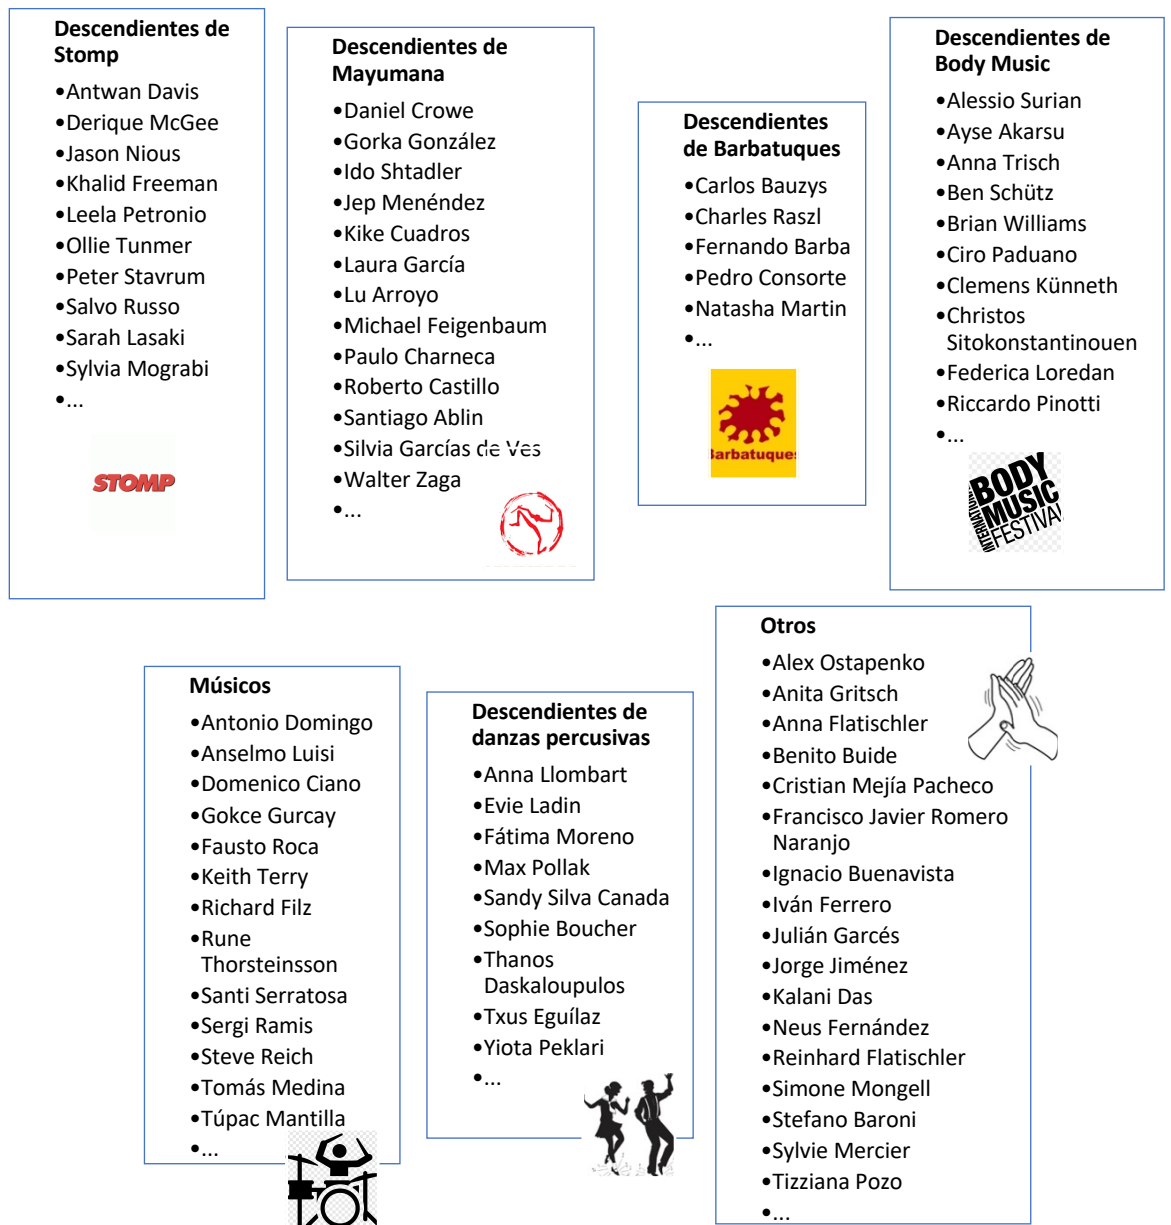 Descendientes de
Stomp
•Antwan Davis
•Derique McGee
•Jason Nious
•Khalid Freeman
•Leela Petronio
•Ollie Tunmer
•Peter Stavrum
•Salvo Russo
•Sarah Lasaki
•Sylvia Mograbi
•...
STOMP
Descendientes de
Mayumana
•Daniel Crowe
•Gorka González
•Ido Shtadler
•Jep Menéndez
•Kike Cuadros
•Laura García
•Lu Arroyo
•Michael Feigenbaum
•Paulo Charneca
•Roberto Castillo
•Santiago Ablin
•Silvia Garcías de Ves
•Walter Zaga
•...
Descendientes
de Barbatuques
•Carlos Bauzys
•Charles Raszl
•Fernando Barba
•Pedro Consorte
•Natasha Martin
•...
Barbatuques
Descendientes de
Body Music
•Alessio Surian
•Ayse Akarsu
•Anna Trisch
•Ben Schütz
•Brian Williams
•Ciro Paduano
•Clemens Künneth
•Christos
Sitokonstantinouen
•Federica Loredan
•Riccardo Pinotti
•...
INTERNATIONAL
BODY
MUSIC
FESTIVAL
Músicos
•Antonio Domingo
•Anselmo Luisi
•Domenico Ciano
•Gokce Gurcay
•Fausto Roca
•Keith Terry
•Richard Filz
•Rune
Thorsteinsson
•Santi Serratosa
•Sergi Ramis
•Steve Reich
•Tomás Medina
•Túpac Mantilla
•...
Descendientes de
danzas percusivas
•Anna Llombart
•Evie Ladin
•Fátima Moreno
•Max Pollak
•Sandy Silva Canada
•Sophie Boucher
•Thanos
Daskaloupulos
•Txus Eguílaz
•Yiota Peklari
•...
Otros
•Alex Ostapenko
•Anita Gritsch
•Anna Flatischler
•Benito Buide
•Cristian Mejía Pacheco
•Francisco Javier Romero
Naranjo
•Ignacio Buenavista
•Iván Ferrero
•Julián Garcés
•Jorge Jiménez
•Kalani Das
•Neus Fernández
•Reinhard Flatischler
•Simone Mongell
•Stefano Baroni
•Sylvie Mercier
•Tizziana Pozo
•...